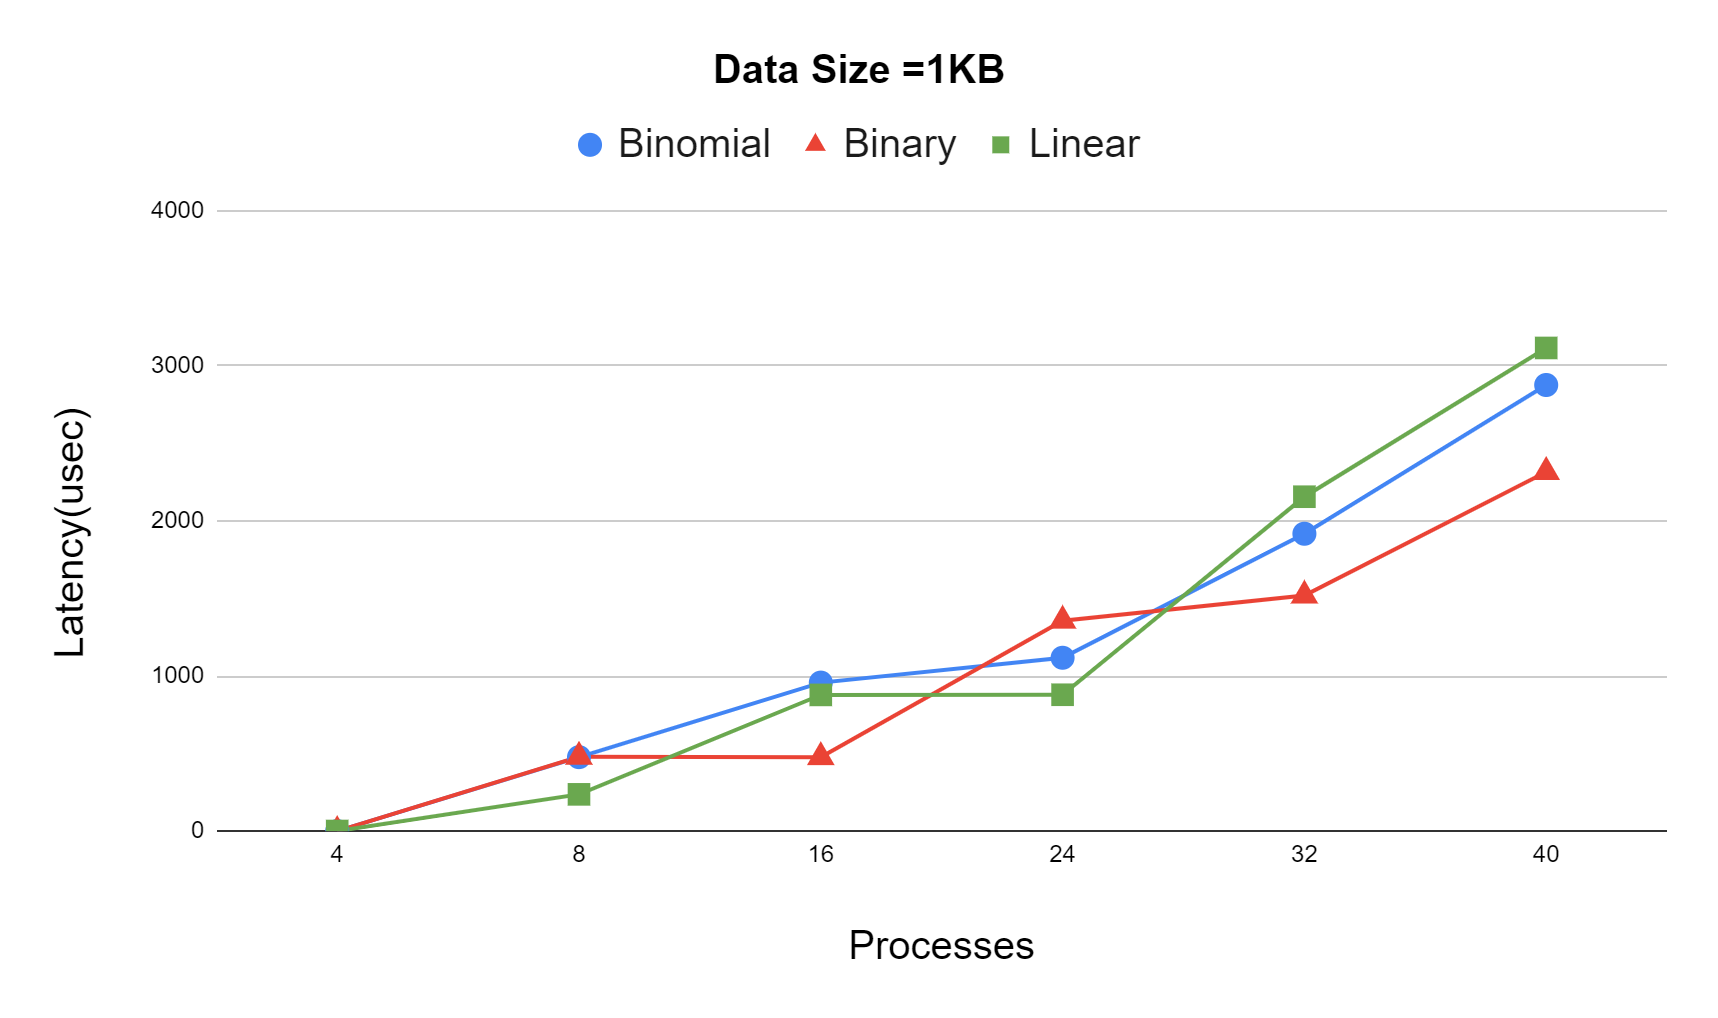 Data Size =1KB
Binomial Binary Linear
4000
3000
2000
1000
0
Latency(usec)
4 8 16 24 32 40
Processes